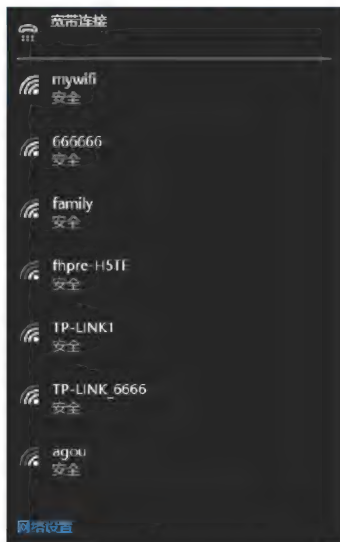 宽带连接
mywifi
安全
666666
安全
family
安全
fhpre-H5TF
安全
TP-LINK1
安全
TP-LINK_6666
安全
agou
安全
网络设置